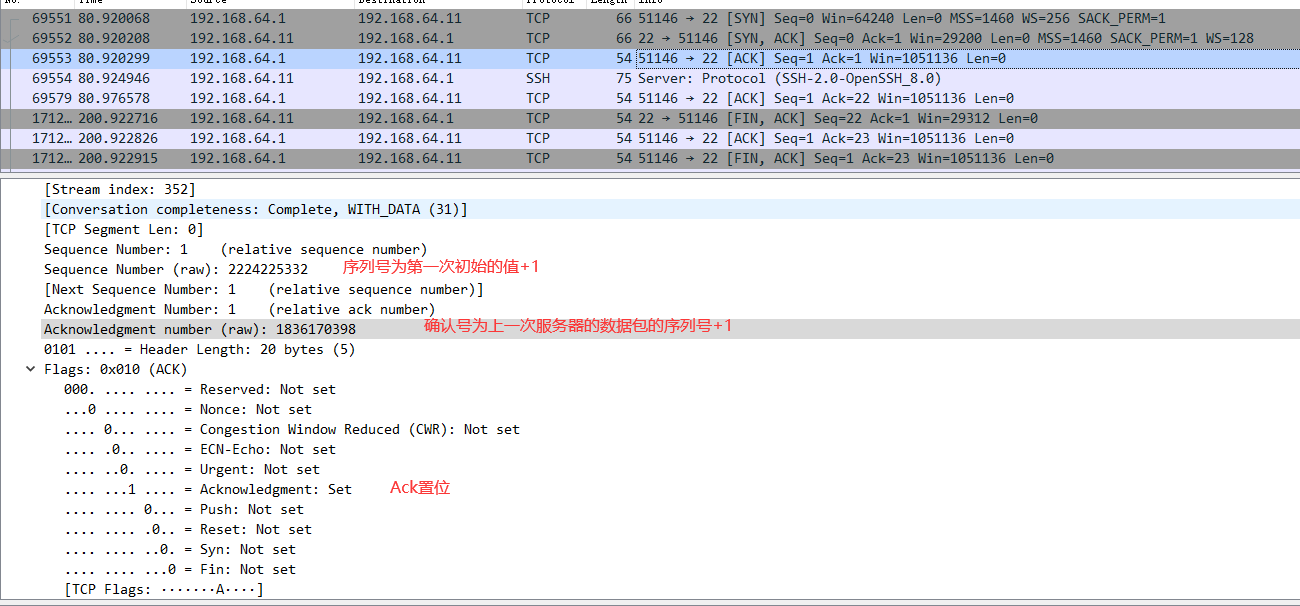 No. Time Source Destination Protocol Length Info
69551 80.920068 192.168.64.1 192.168.64.11 TCP 66 51146 → 22 [SYN] Seq=0 Win=64240 Len=0 MSS=1460 WS=256 SACK_PERM=1
69552 80.920208 192.168.64.11 192.168.64.1 TCP 66 22 → 51146 [SYN, ACK] Seq=0 Ack=1 Win=29200 Len=0 MSS=1460 SACK_PERM=1 WS=128
69553 80.920299 192.168.64.1 192.168.64.11 TCP 54 51146 → 22 [ACK] Seq=1 Ack=1 Win=1051136 Len=0
69554 80.924946 192.168.64.11 192.168.64.1 SSH 75 Server: Protocol (SSH-2.0-OpenSSH_8.0)
69579 80.976578 192.168.64.1 192.168.64.11 TCP 54 51146 → 22 [ACK] Seq=1 Ack=22 Win=1051136 Len=0
1712… 200.922716 192.168.64.11 192.168.64.1 TCP 54 22 → 51146 [FIN, ACK] Seq=22 Ack=1 Win=29312 Len=0
1712… 200.922826 192.168.64.1 192.168.64.11 TCP 54 51146 → 22 [ACK] Seq=1 Ack=23 Win=1051136 Len=0
1712… 200.922915 192.168.64.1 192.168.64.11 TCP 54 51146 → 22 [FIN, ACK] Seq=1 Ack=23 Win=1051136 Len=0
[Stream index: 352]
[Conversation completeness: Complete, WITH_DATA (31)]
[TCP Segment Len: 0]
Sequence Number: 1 (relative sequence number)
Sequence Number (raw): 2224225332 序列号为第一次初始的值+1
[Next Sequence Number: 1 (relative sequence number)]
Acknowledgment Number: 1 (relative ack number)
Acknowledgment number (raw): 1836170398 确认号为上一次服务器的数据包的序列号+1
0101 .... = Header Length: 20 bytes (5)
Flags: 0x010 (ACK)
000. .... .... = Reserved: Not set
...0 .... .... = Nonce: Not set
.... 0... .... = Congestion Window Reduced (CWR): Not set
.... .0.. .... = ECN-Echo: Not set
.... ..0. .... = Urgent: Not set
.... ...1 .... = Acknowledgment: Set Ack置位
.... .... 0... = Push: Not set
.... .... .0.. = Reset: Not set
.... .... ..0. = Syn: Not set
.... .... ...0 = Fin: Not set
[TCP Flags: ·······A····]